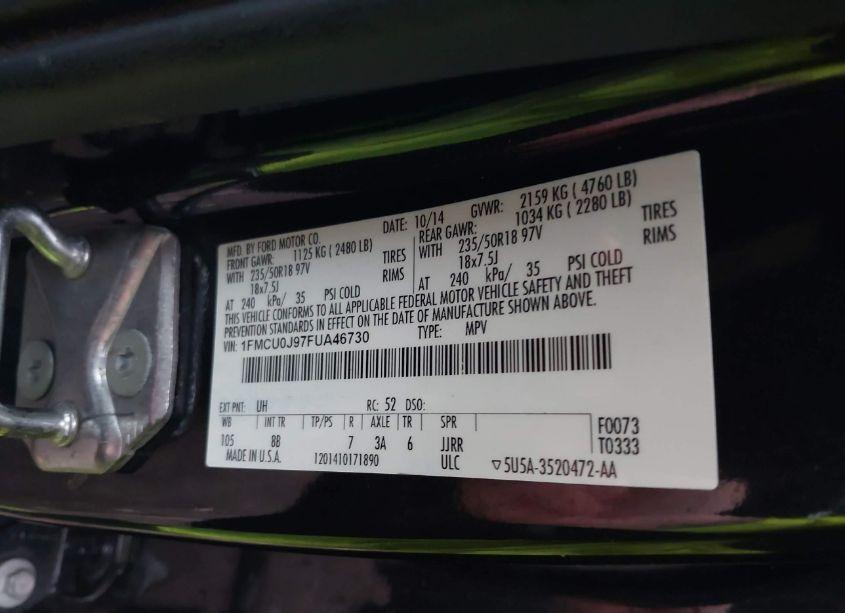 MFD. BY FORD MOTOR CO. DATE: 10/14 GVWR: 2159 KG ( 4760 LB)
FRONT GAWR: 1125 KG ( 2480 LB) REAR GAWR: 1034 KG ( 2280 LB)
WITH 235/50R18 97V TIRES WITH 235/50R18 97V TIRES
18x7.5J RIMS 18x7.5J RIMS
AT 240 kPa/ 35 PSI COLD AT 240 kPa/ 35 PSI COLD
THIS VEHICLE CONFORMS TO ALL APPLICABLE FEDERAL MOTOR VEHICLE SAFETY AND THEFT
PREVENTION STANDARDS IN EFFECT ON THE DATE OF MANUFACTURE SHOWN ABOVE.
VIN: 1FMCU0J97FUA46730 TYPE: MPV
EXT PNT: UH RC: 52 DSO:
WB INT TR TP/PS R AXLE TR SPR F0073
105 8B 7 3A 6 JJRR T0333
MADE IN U.S.A. 1201410171890 ULC ▽5U5A-3520472-AA